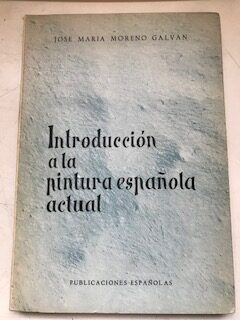 JOSE MARIA MORENO GALVAN
Introducción
a la
pintura española
actual
PUBLICACIONES ESPAÑOLAS